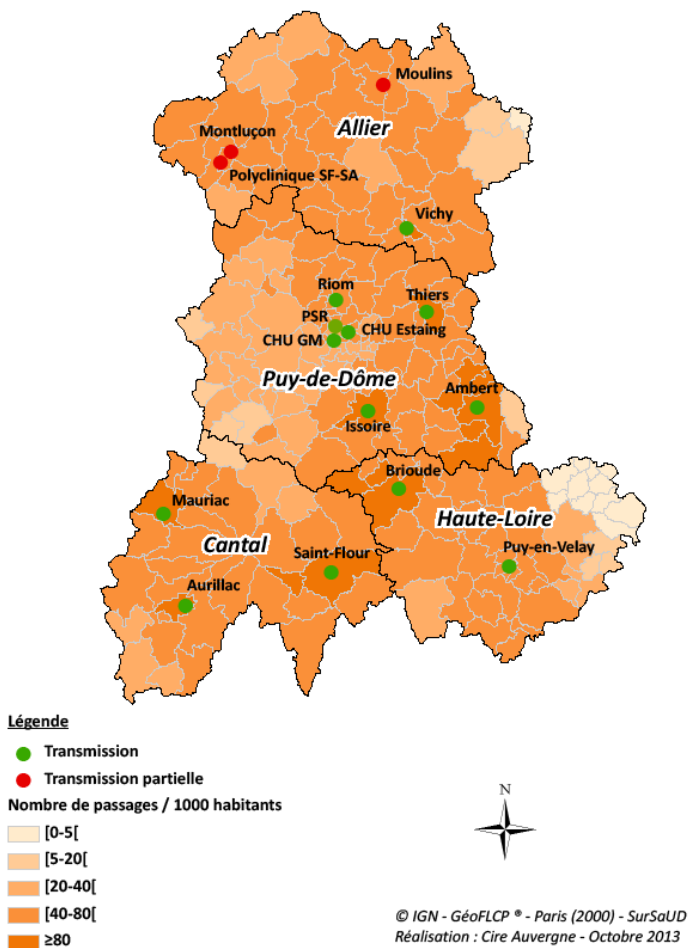 Moulins
Montluçon
Allier
Polyclinique SF-SA
Vichy
Riom
Thiers
PSR
CHU Estaing
CHU GM
Puy-de-Dôme
Ambert
Issoire
Brioude
Mauriac
Haute-Loire
Cantal
Saint-Flour
Puy-en-Velay
Aurillac
Légende
Transmission
Transmission partielle
Nombre de passages / 1000 habitants
[0-5[
[5-20[
[20-40[
[40-80[
≥80
N
© IGN - GéoFLCP ® - Paris (2000) - SurSaUD
Réalisation : Cire Auvergne - Octobre 2013